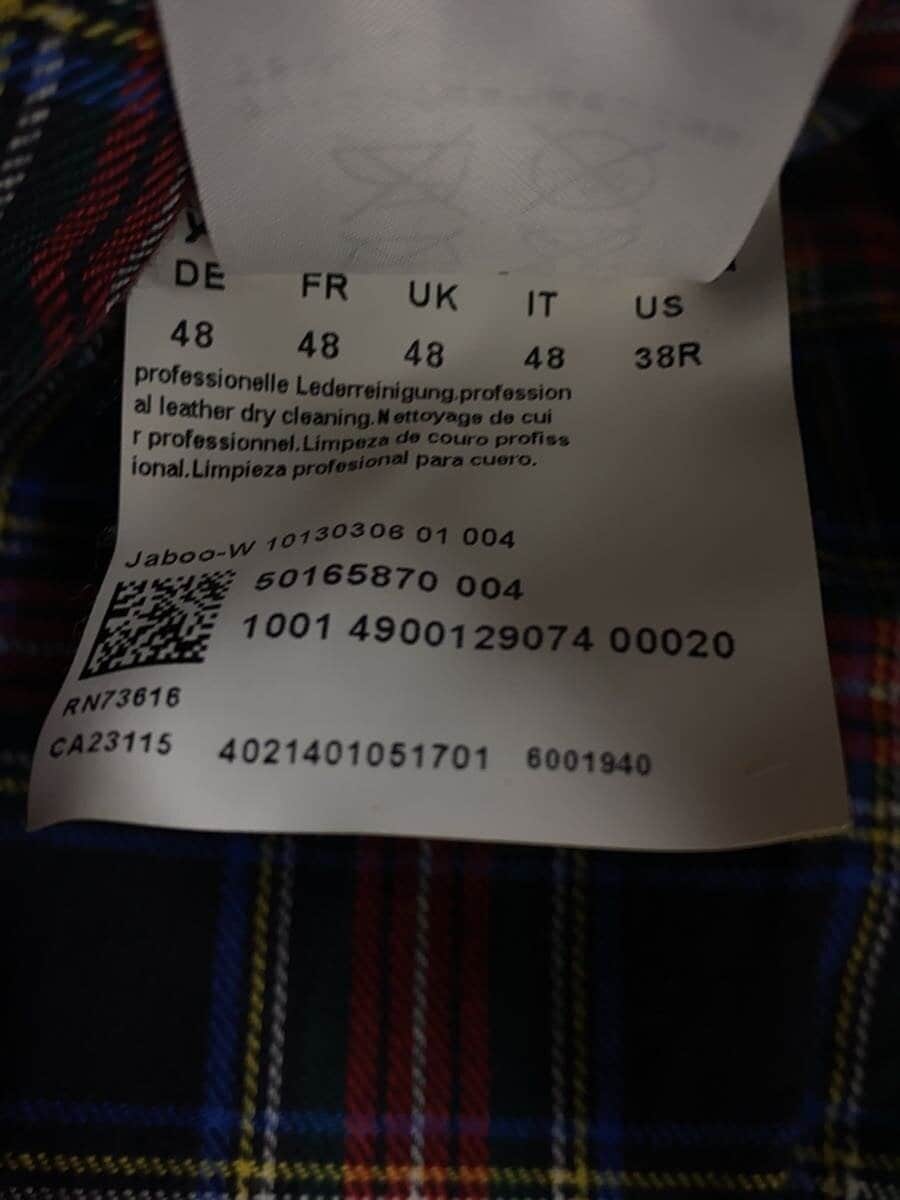 DE FR UK IT US
48 48 48 48 38R
professionelle Lederreinigung.profession
al leather dry cleaning.Nettoyage de cui
r professionnel.Limpeza de couro profiss
ional.Limpieza profesional para cuero.
Jaboo-W 10130306 01 004
50165870 004
1001 4900129074 00020
RN73616
CA23115 4021401051701 6001940